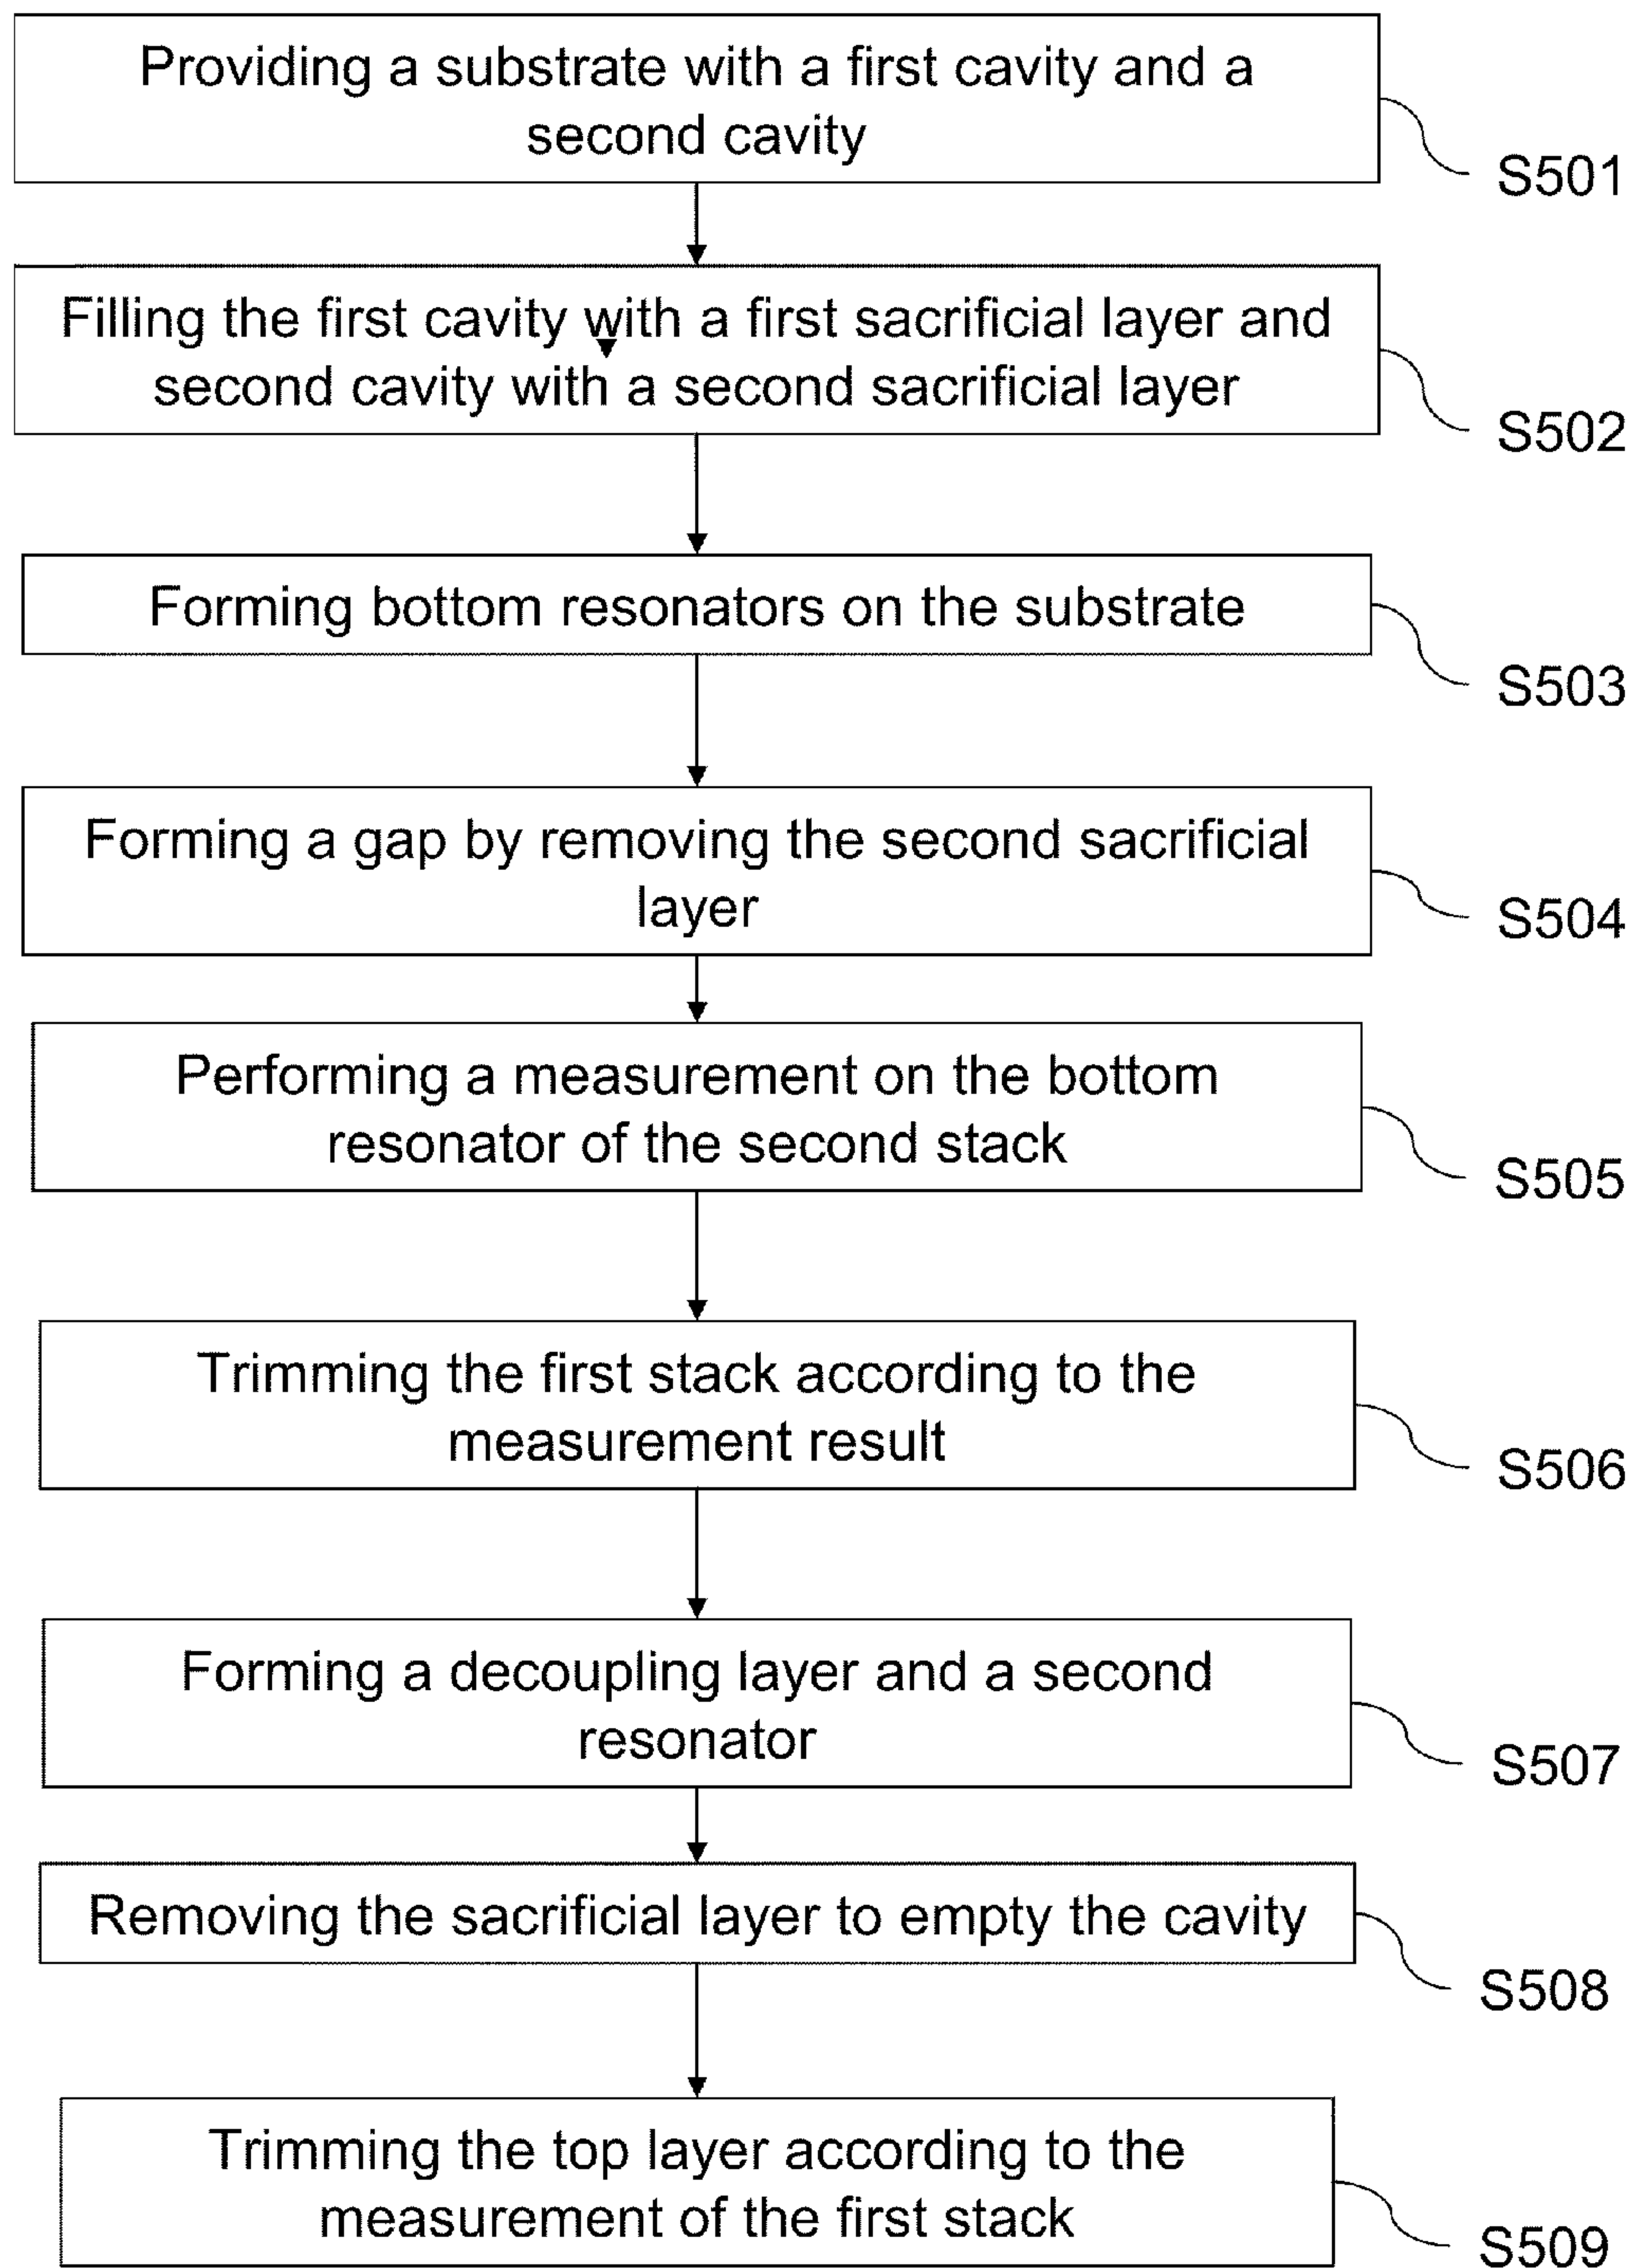 Providing a substrate with a first cavity and a
second cavity
S501
Filling the first cavity with a first sacrificial layer and
second cavity with a second sacrificial layer
S502
Forming bottom resonators on the substrate
S503
Forming a gap by removing the second sacrificial
layer
S504
Performing a measurement on the bottom
resonator of the second stack
S505
Trimming the first stack according to the
measurement result
S506
Forming a decoupling layer and a second
resonator
S507
Removing the sacrificial layer to empty the cavity
S508
Trimming the top layer according to the
measurement of the first stack
S509